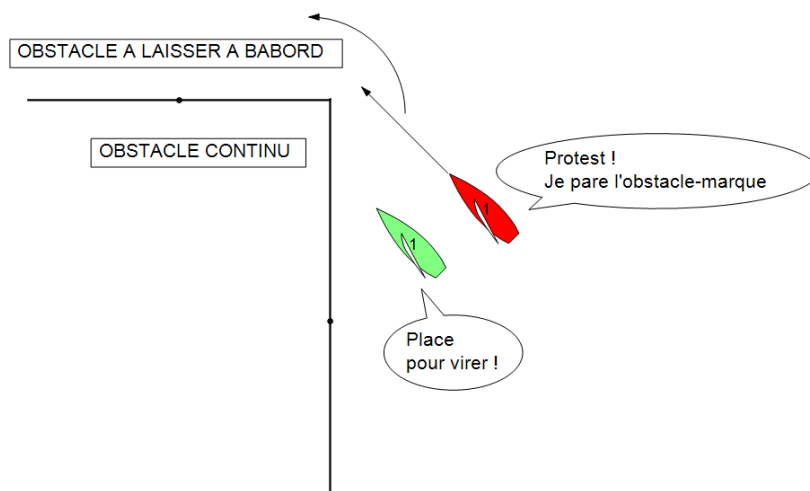 OBSTACLE A LAISSER A BABORD
OBSTACLE CONTINU
Protest !
Je pare l'obstacle-marque
1
1
Place
pour virer !